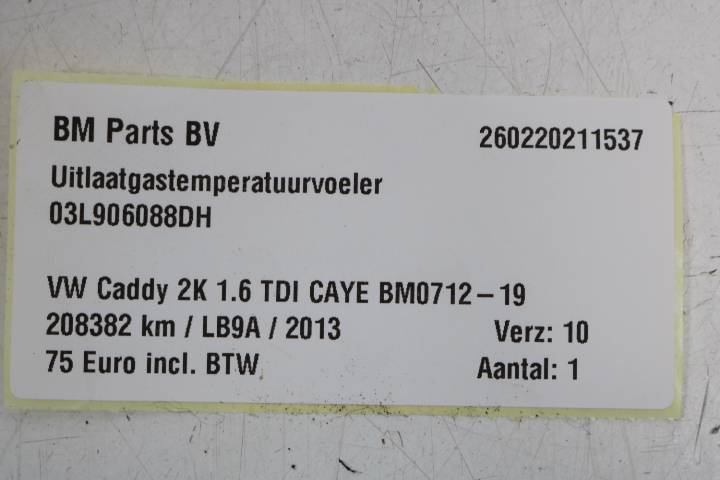 BM Parts BV 260220211537
Uitlaatgastemperatuurvoeler
03L906088DH
VW Caddy 2K 1.6 TDI CAYE BM0712-19
208382 km / LB9A / 2013 Verz: 10
75 Euro incl. BTW Aantal: 1